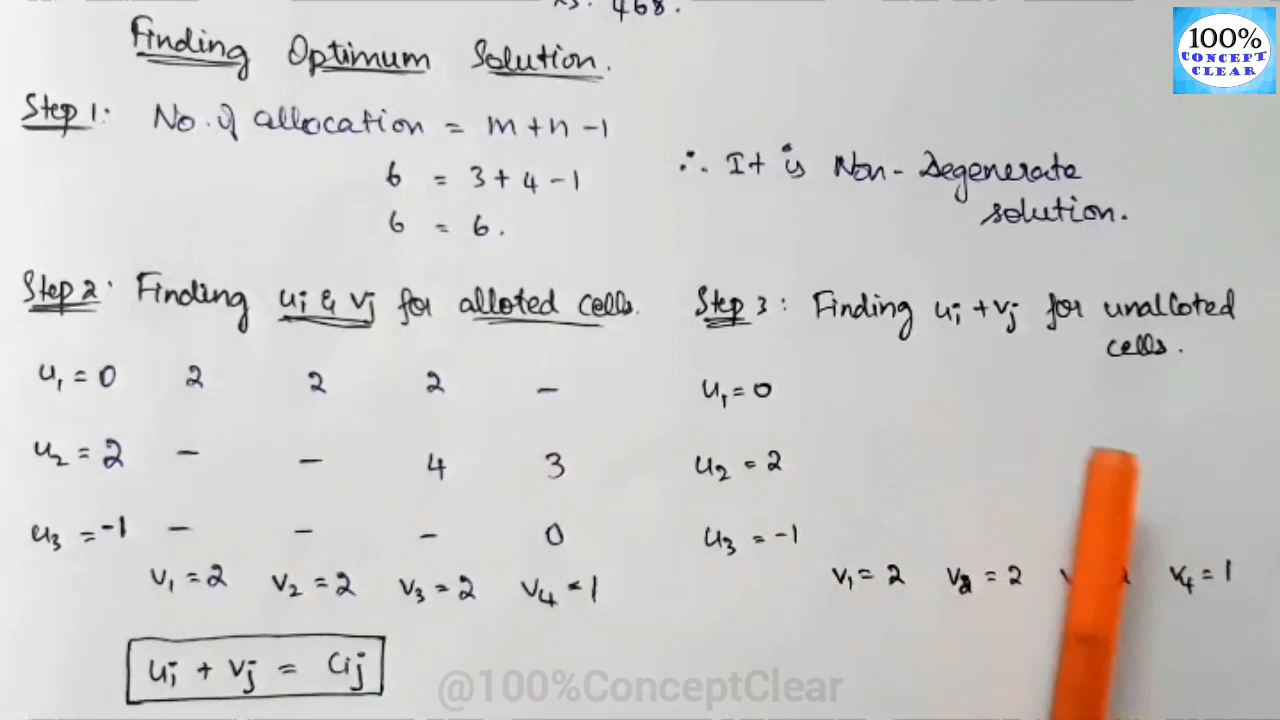 Rs. 468.
100%
CONCEPT
CLEAR
Finding Optimum Solution.
Step 1: No. of allocation = m+n-1
6 = 3+4-1
6 = 6.
∴ It is Non-Degenerate
solution.
Step 2: Finding ui & vj for alloted cells.
u1 = 0 2 2 2 -
u2 = 2 - - 4 3
u3 = -1 - - - 0
v1 = 2 v2 = 2 v3 = 2 v4 = 1
ui + vj = Cij
Step 3: Finding ui + vj for unalloted
cells.
u1 = 0
u2 = 2
u3 = -1
v1 = 2 v2 = 2 v4 = 1
@100%ConceptClear